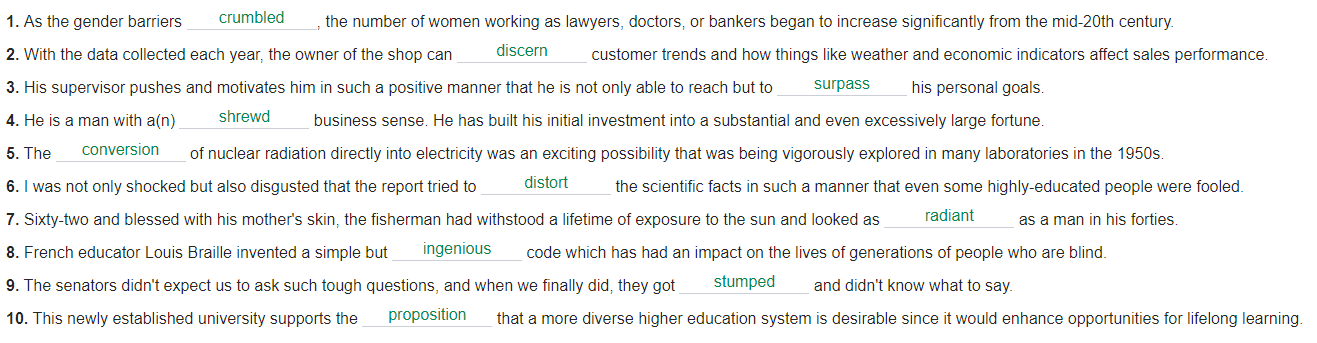 1. As the gender barriers crumbled, the number of women working as lawyers, doctors, or bankers began to increase significantly from the mid-20th century.
2. With the data collected each year, the owner of the shop can discern customer trends and how things like weather and economic indicators affect sales performance.
3. His supervisor pushes and motivates him in such a positive manner that he is not only able to reach but to surpass his personal goals.
4. He is a man with a(n) shrewd business sense. He has built his initial investment into a substantial and even excessively large fortune.
5. The conversion of nuclear radiation directly into electricity was an exciting possibility that was being vigorously explored in many laboratories in the 1950s.
6. I was not only shocked but also disgusted that the report tried to distort the scientific facts in such a manner that even some highly-educated people were fooled.
7. Sixty-two and blessed with his mother's skin, the fisherman had withstood a lifetime of exposure to the sun and looked as radiant as a man in his forties.
8. French educator Louis Braille invented a simple but ingenious code which has had an impact on the lives of generations of people who are blind.
9. The senators didn't expect us to ask such tough questions, and when we finally did, they got stumped and didn't know what to say.
10. This newly established university supports the proposition that a more diverse higher education system is desirable since it would enhance opportunities for lifelong learning.